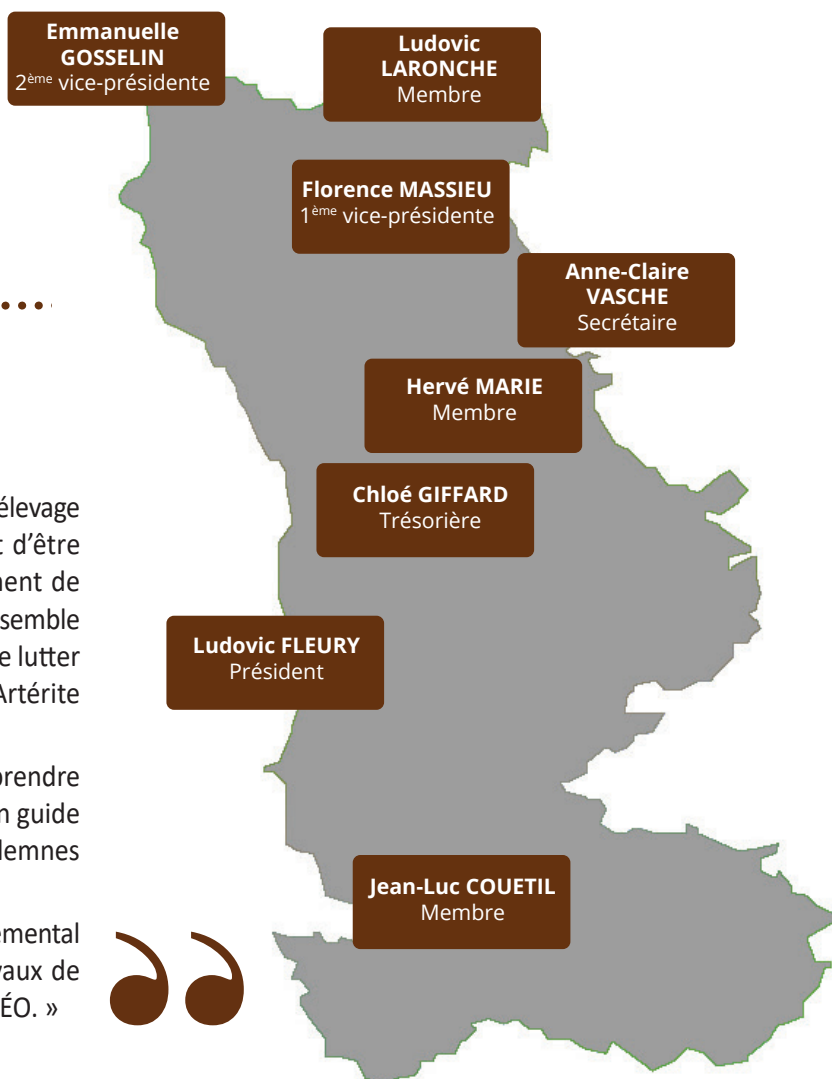 Emmanuelle
GOSSELIN
2ème vice-présidente
Ludovic
LARONCHE
Membre
Florence MASSIEU
1ème vice-présidente
Anne-Claire
VASCHE
Secrétaire
Hervé MARIE
Membre
Chloé GIFFARD
Trésorière
Ludovic FLEURY
Président
Jean-Luc COUETIL
Membre
élevage
d'être
ent de
semble
e lutter
Artérite
prendre
n guide
lemnes
emental
vaux de
ÉO. »